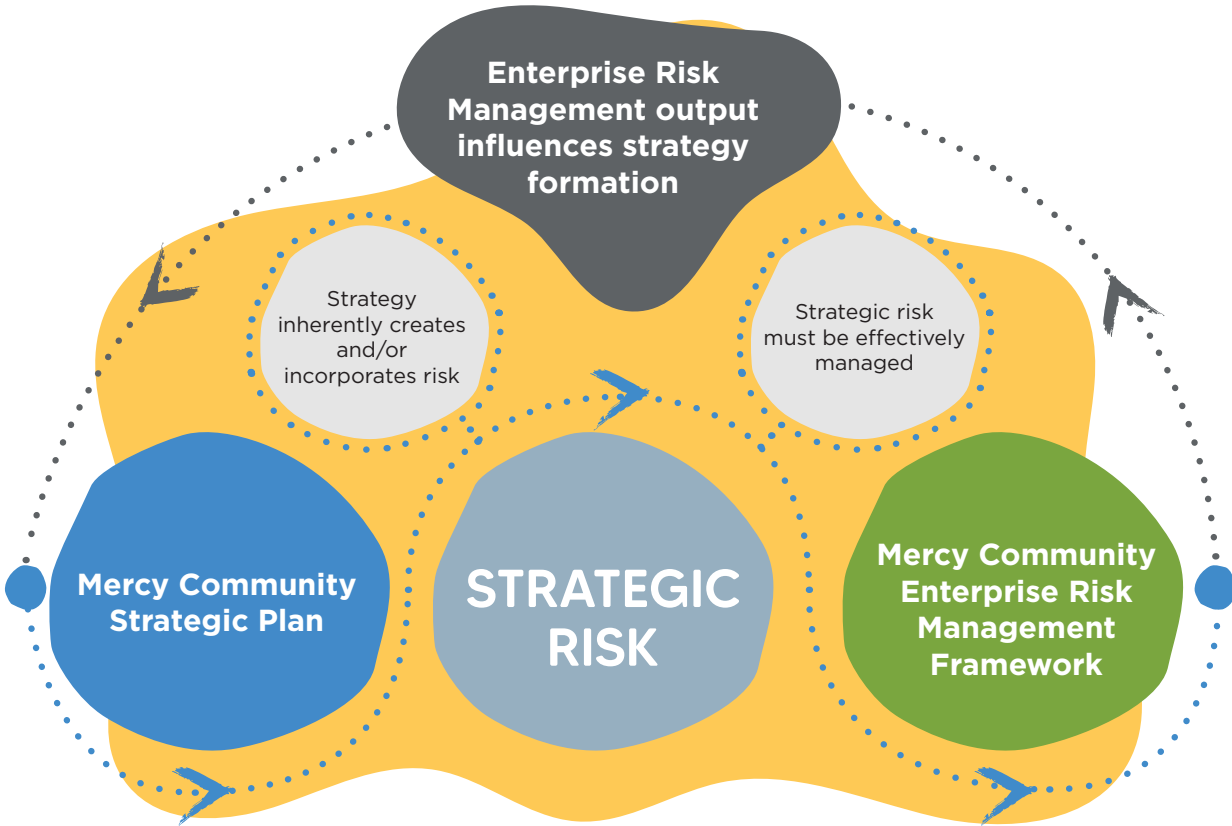 Enterprise Risk
Management output
influences strategy
formation
Strategy
inherently creates
and/or
incorporates risk
Strategic risk
must be effectively
managed
Mercy Community
Strategic Plan
STRATEGIC
RISK
Mercy Community
Enterprise Risk
Management
Framework